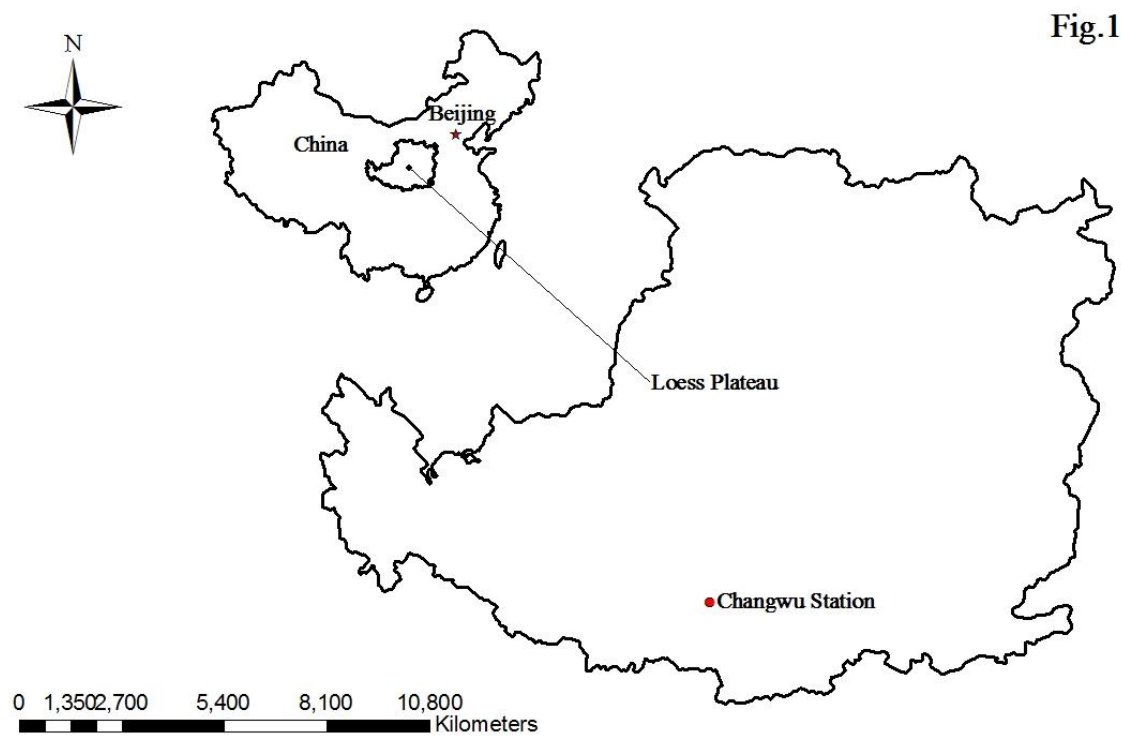 Fig.1
N
Beijing
China
Loess Plateau
Changwu Station
0 1,350 2,700 5,400 8,100 10,800
Kilometers